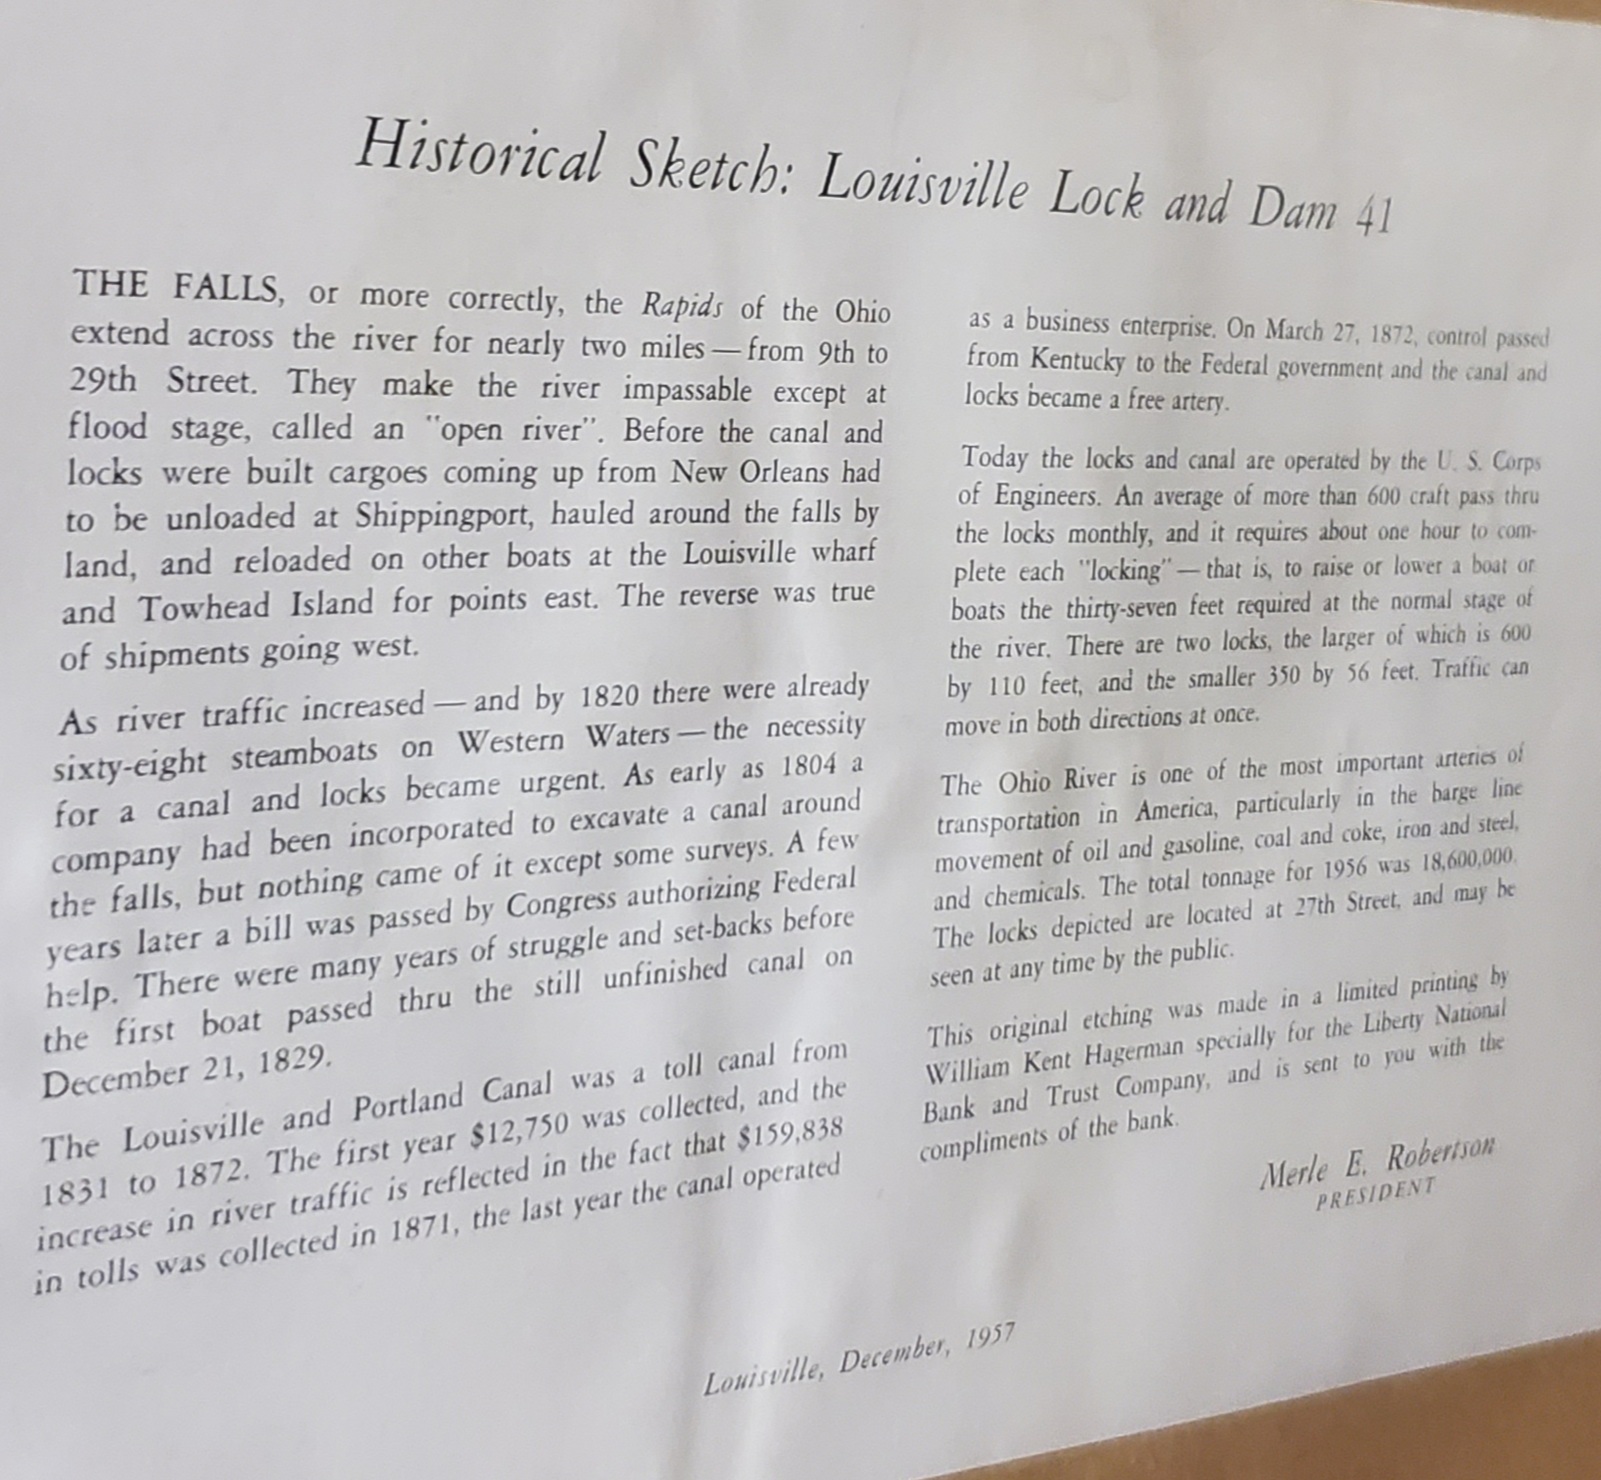 Historical Sketch: Louisville Lock and Dam 41
THE FALLS, or more correctly, the Rapids of the Ohio
extend across the river for nearly two miles — from 9th to
29th Street. They make the river impassable except at
flood stage, called an "open river". Before the canal and
locks were built cargoes coming up from New Orleans had
to be unloaded at Shippingport, hauled around the falls by
land, and reloaded on other boats at the Louisville wharf
and Towhead Island for points east. The reverse was true
of shipments going west.
As river traffic increased — and by 1820 there were already
sixty-eight steamboats on Western Waters — the necessity
for a canal and locks became urgent. As early as 1804 a
company had been incorporated to excavate a canal around
the falls, but nothing came of it except some surveys. A few
years later a bill was passed by Congress authorizing Federal
help. There were many years of struggle and set-backs before
the first boat passed thru the still unfinished canal on
December 21, 1829.
The Louisville and Portland Canal was a toll canal from
1831 to 1872. The first year $12,750 was collected, and the
increase in river traffic is reflected in the fact that $159,838
in tolls was collected in 1871, the last year the canal operated
as a business enterprise. On March 27, 1872, control passed
from Kentucky to the Federal government and the canal and
locks became a free artery.
Today the locks and canal are operated by the U. S. Corps
of Engineers. An average of more than 600 craft pass thru
the locks monthly, and it requires about one hour to com-
plete each "locking" — that is, to raise or lower a boat or
boats the thirty-seven feet required at the normal stage of
the river. There are two locks, the larger of which is 600
by 110 feet, and the smaller 350 by 56 feet. Traffic can
move in both directions at once.
The Ohio River is one of the most important arteries of
transportation in America, particularly in the barge line
movement of oil and gasoline, coal and coke, iron and steel,
and chemicals. The total tonnage for 1956 was 18,600,000.
The locks depicted are located at 27th Street, and may be
seen at any time by the public.
This original etching was made in a limited printing by
William Kent Hagerman specially for the Liberty National
Bank and Trust Company, and is sent to you with the
compliments of the bank.
Merle E. Robertson
PRESIDENT
Louisville, December, 1957